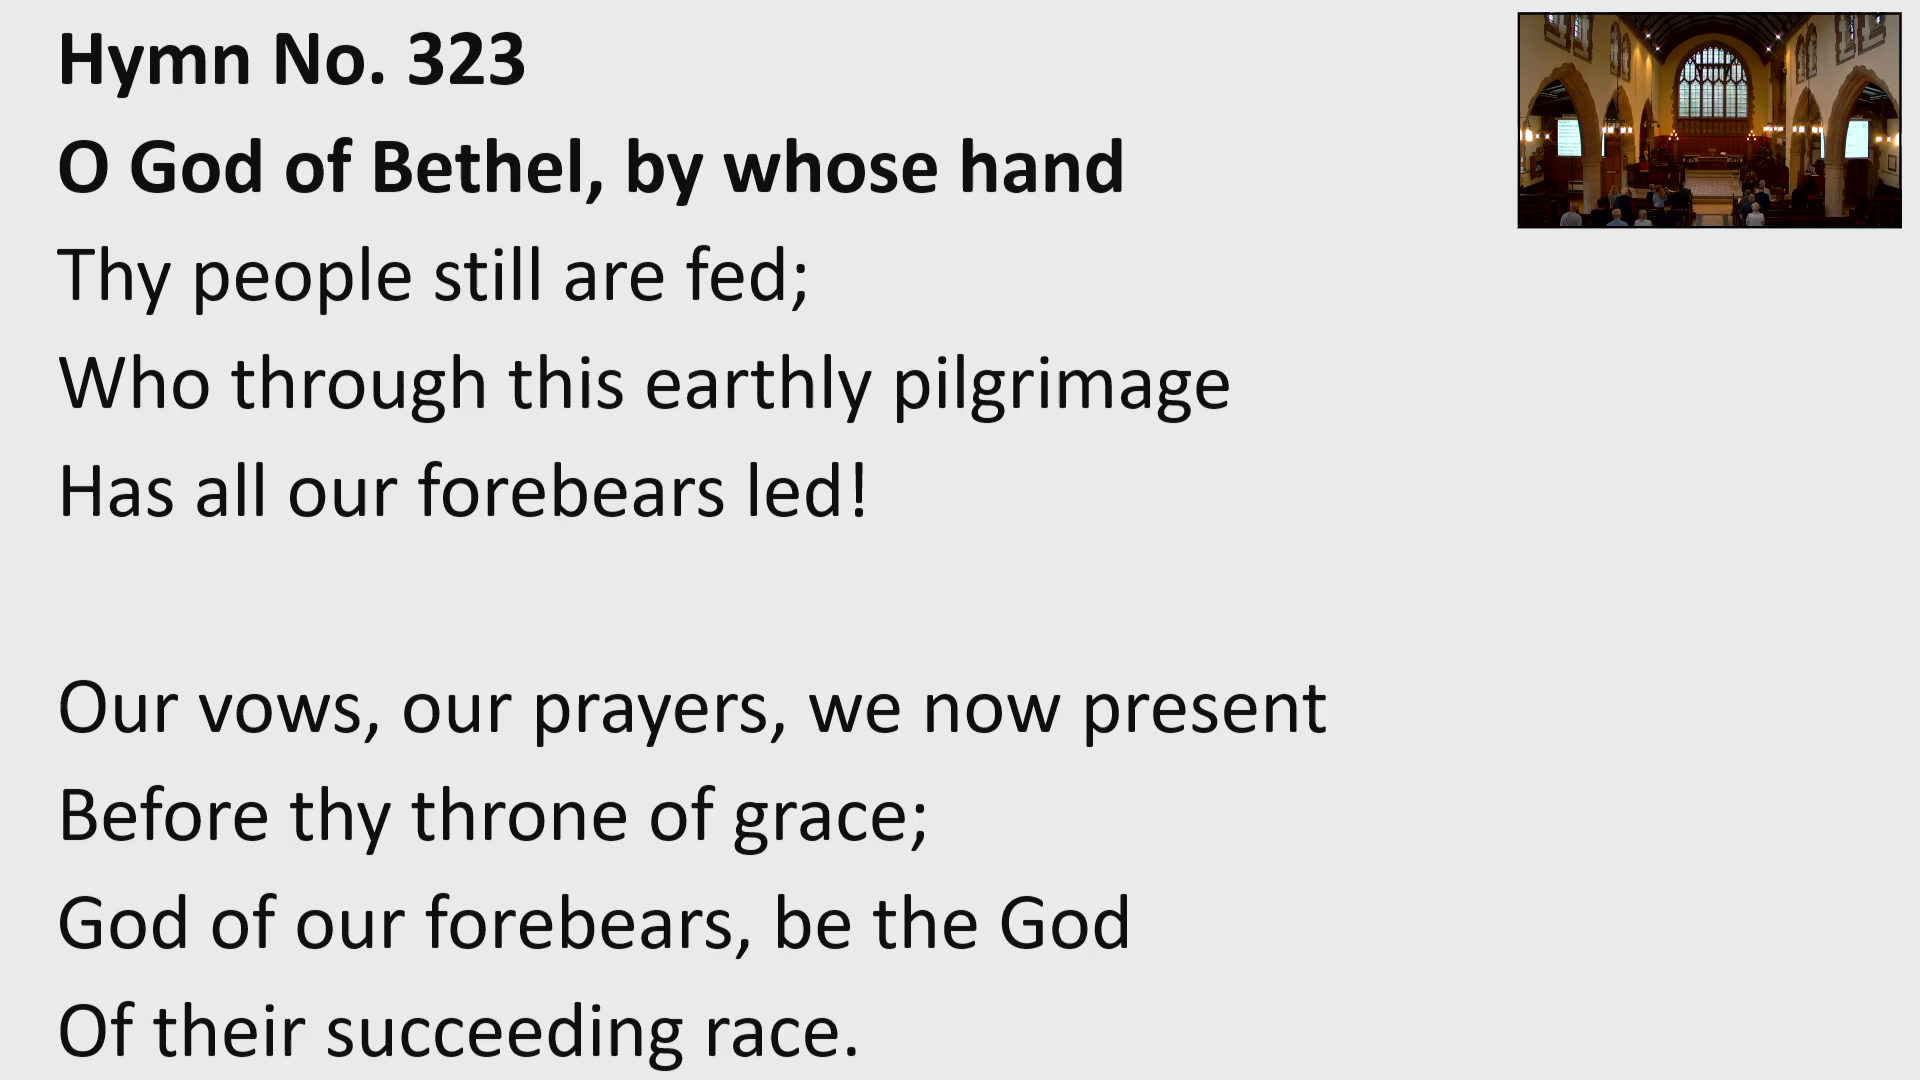 Hymn No. 323
O God of Bethel, by whose hand
Thy people still are fed;
Who through this earthly pilgrimage
Has all our forebears led!
Our vows, our prayers, we now present
Before thy throne of grace;
God of our forebears, be the God
Of their succeeding race.